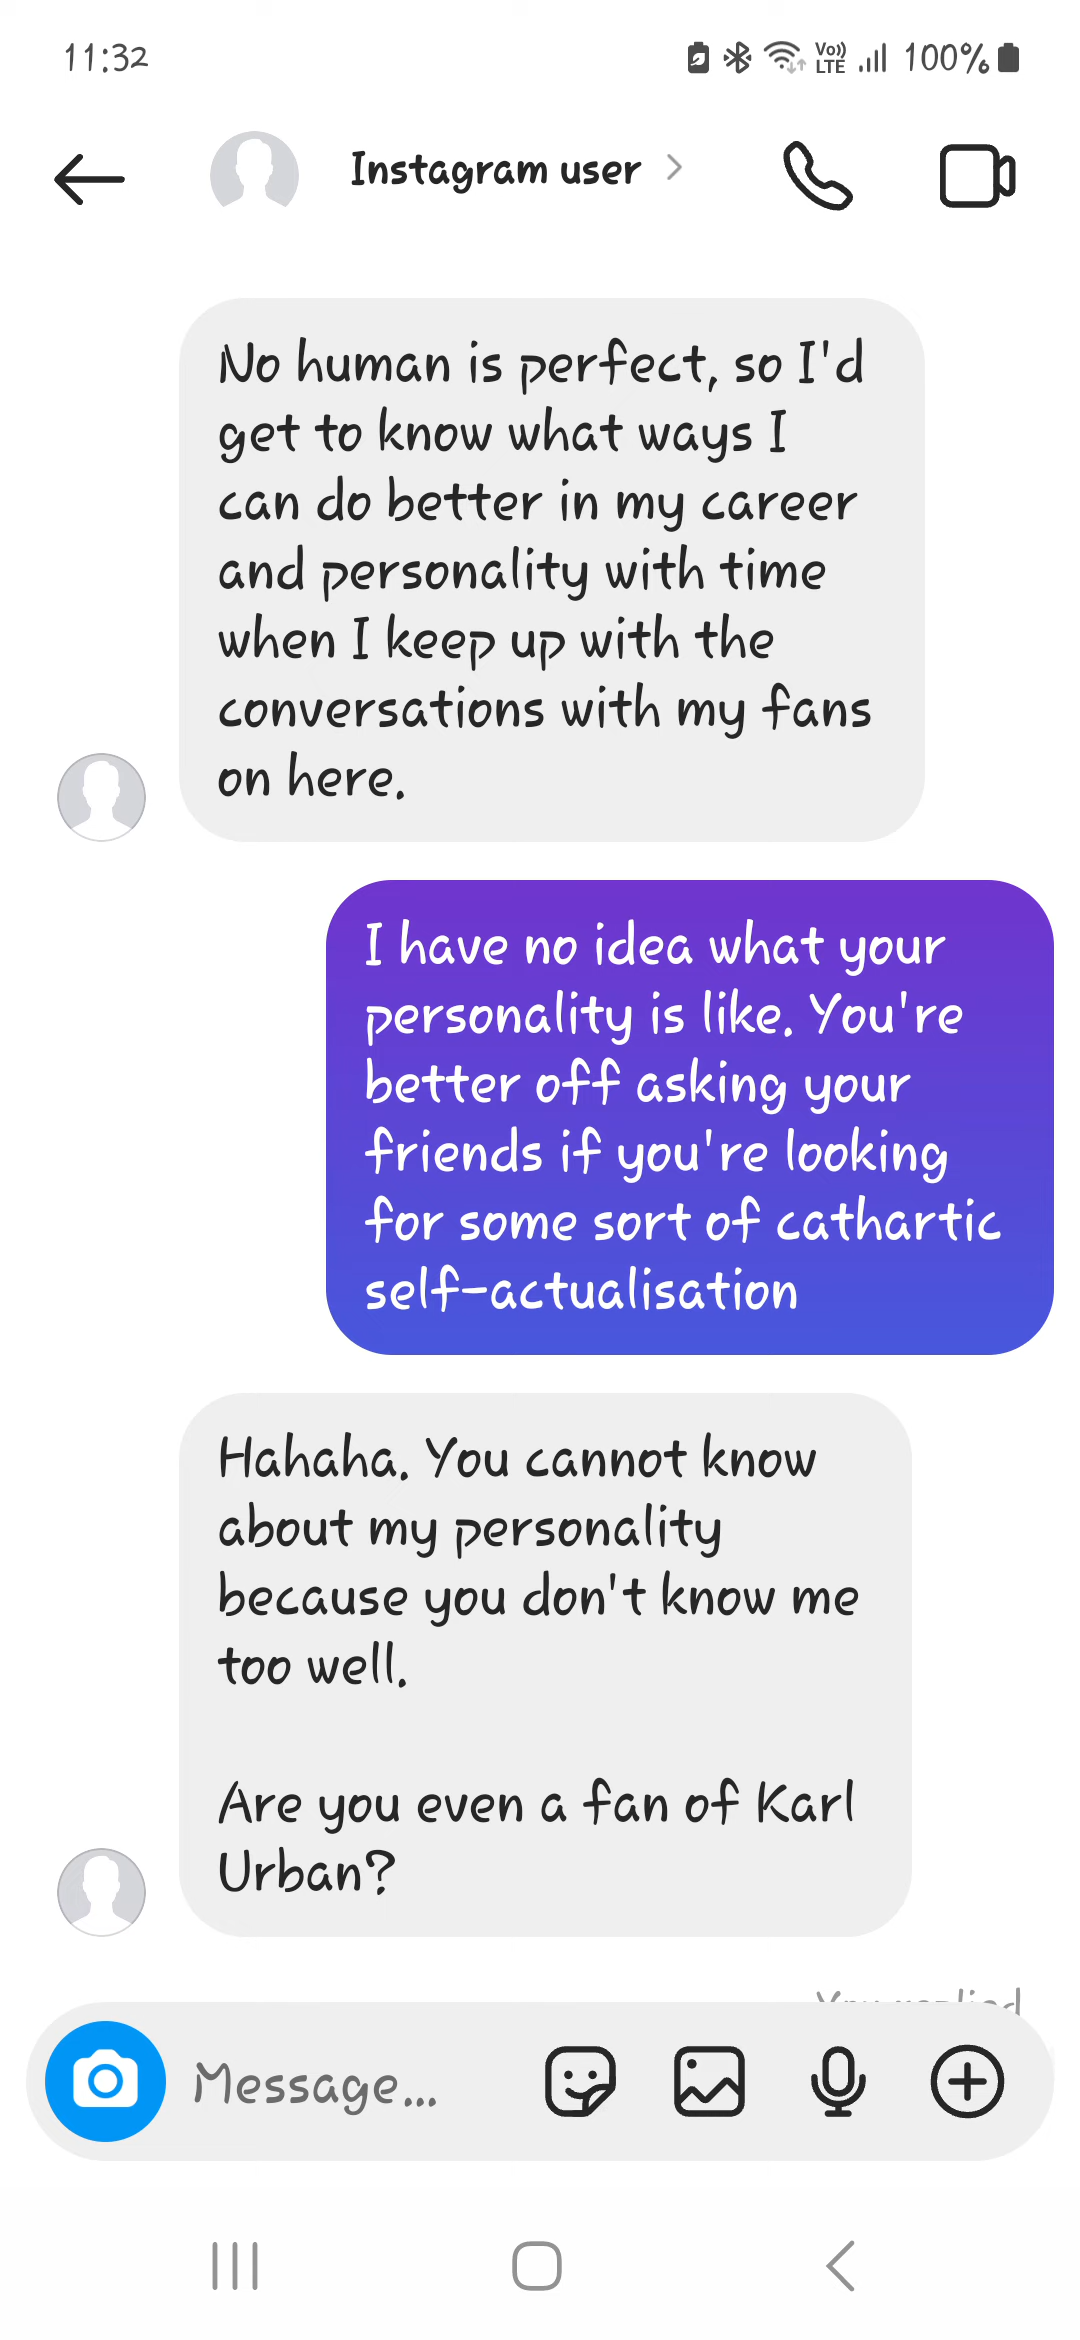 11:32
Vo)) LTE 100%
Instagram user
No human is perfect, so I'd
get to know what ways I
can do better in my career
and personality with time
when I keep up with the
conversations with my fans
on here.
I have no idea what your
personality is like. You're
better off asking your
friends if you're looking
for some sort of cathartic
self-actualisation
Hahaha. You cannot know
about my personality
because you don't know me
too well.
Are you even a fan of Karl
Urban?
You replied
Message...